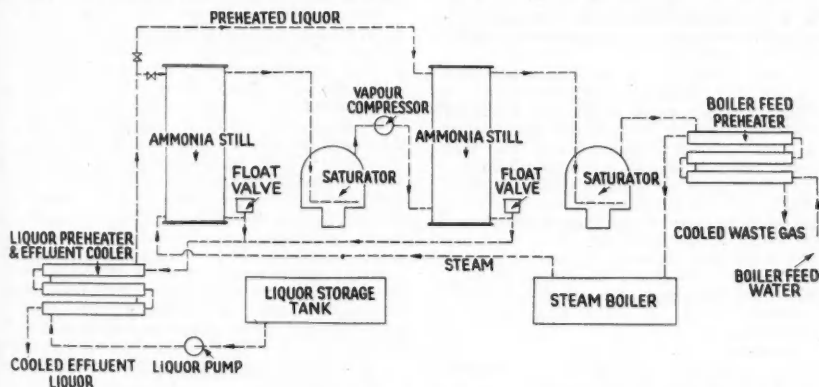 PREHEATED LIQUOR
VAPOUR
COMPRESSOR
BOILER FEED
PREHEATER
AMMONIA STILL
AMMONIA STILL
FLOAT
VALVE
SATURATOR
FLOAT
VALVE
SATURATOR
LIQUOR PREHEATER
& EFFLUENT COOLER
COOLED WASTE GAS
STEAM
BOILER FEED
WATER
LIQUOR STORAGE
TANK
STEAM BOILER
COOLED EFFLUENT
LIQUOR
LIQUOR PUMP